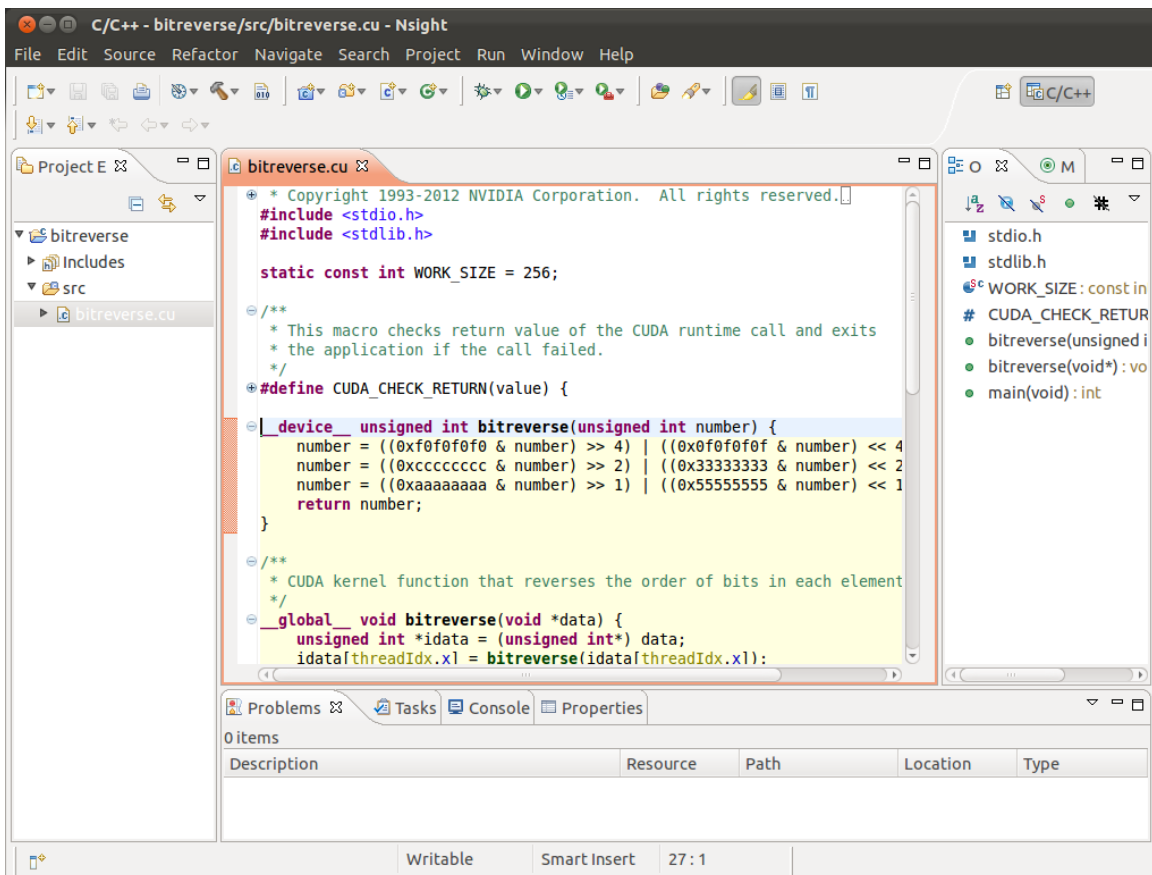 C/C++ - bitreverse/src/bitreverse.cu - Nsight
File Edit Source Refactor Navigate Search Project Run Window Help
C/C++
Project E
bitreverse
Includes
src
bitreverse.cu
bitreverse.cu
* Copyright 1993-2012 NVIDIA Corporation.  All rights reserved.
#include <stdio.h>
#include <stdlib.h>
static const int WORK_SIZE = 256;
/**
 * This macro checks return value of the CUDA runtime call and exits
 * the application if the call failed.
 */
#define CUDA_CHECK_RETURN(value) {
__device__ unsigned int bitreverse(unsigned int number) {
    number = ((0xf0f0f0f0 & number) >> 4) | ((0x0f0f0f0f & number) << 4
    number = ((0xcccccccc & number) >> 2) | ((0x33333333 & number) << 2
    number = ((0xaaaaaaaa & number) >> 1) | ((0x55555555 & number) << 1
    return number;
}
/**
 * CUDA kernel function that reverses the order of bits in each element
 */
__global__ void bitreverse(void *data) {
    unsigned int *idata = (unsigned int*) data;
    idata[threadIdx.x] = bitreverse(idata[threadIdx.x]);
O
M
stdio.h
stdlib.h
WORK_SIZE : const in
CUDA_CHECK_RETUR
bitreverse(unsigned i
bitreverse(void*) : vo
main(void) : int
Problems Tasks Console Properties
0 items
Description Resource Path Location Type
Writable Smart Insert 27 : 1